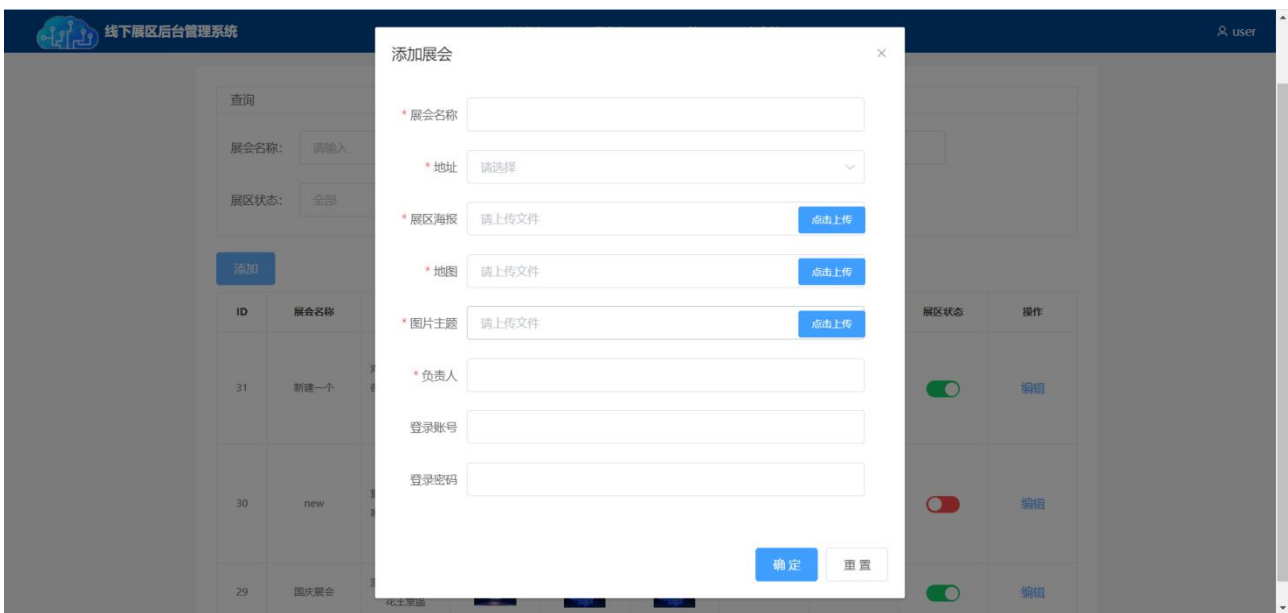 线下展区后台管理系统
user
添加展会
查询
* 展会名称
展会名称： 请输入
* 地址 请选择
展区状态： 全部
* 展区海报 请上传文件 点击上传
添加
* 地图 请上传文件 点击上传
ID 展会名称 展区状态 操作
* 图片主题 请上传文件 点击上传
* 负责人
31 新建一个 编辑
登录账号
登录密码
30 new 编辑
确定 重置
29 国庆展会 编辑